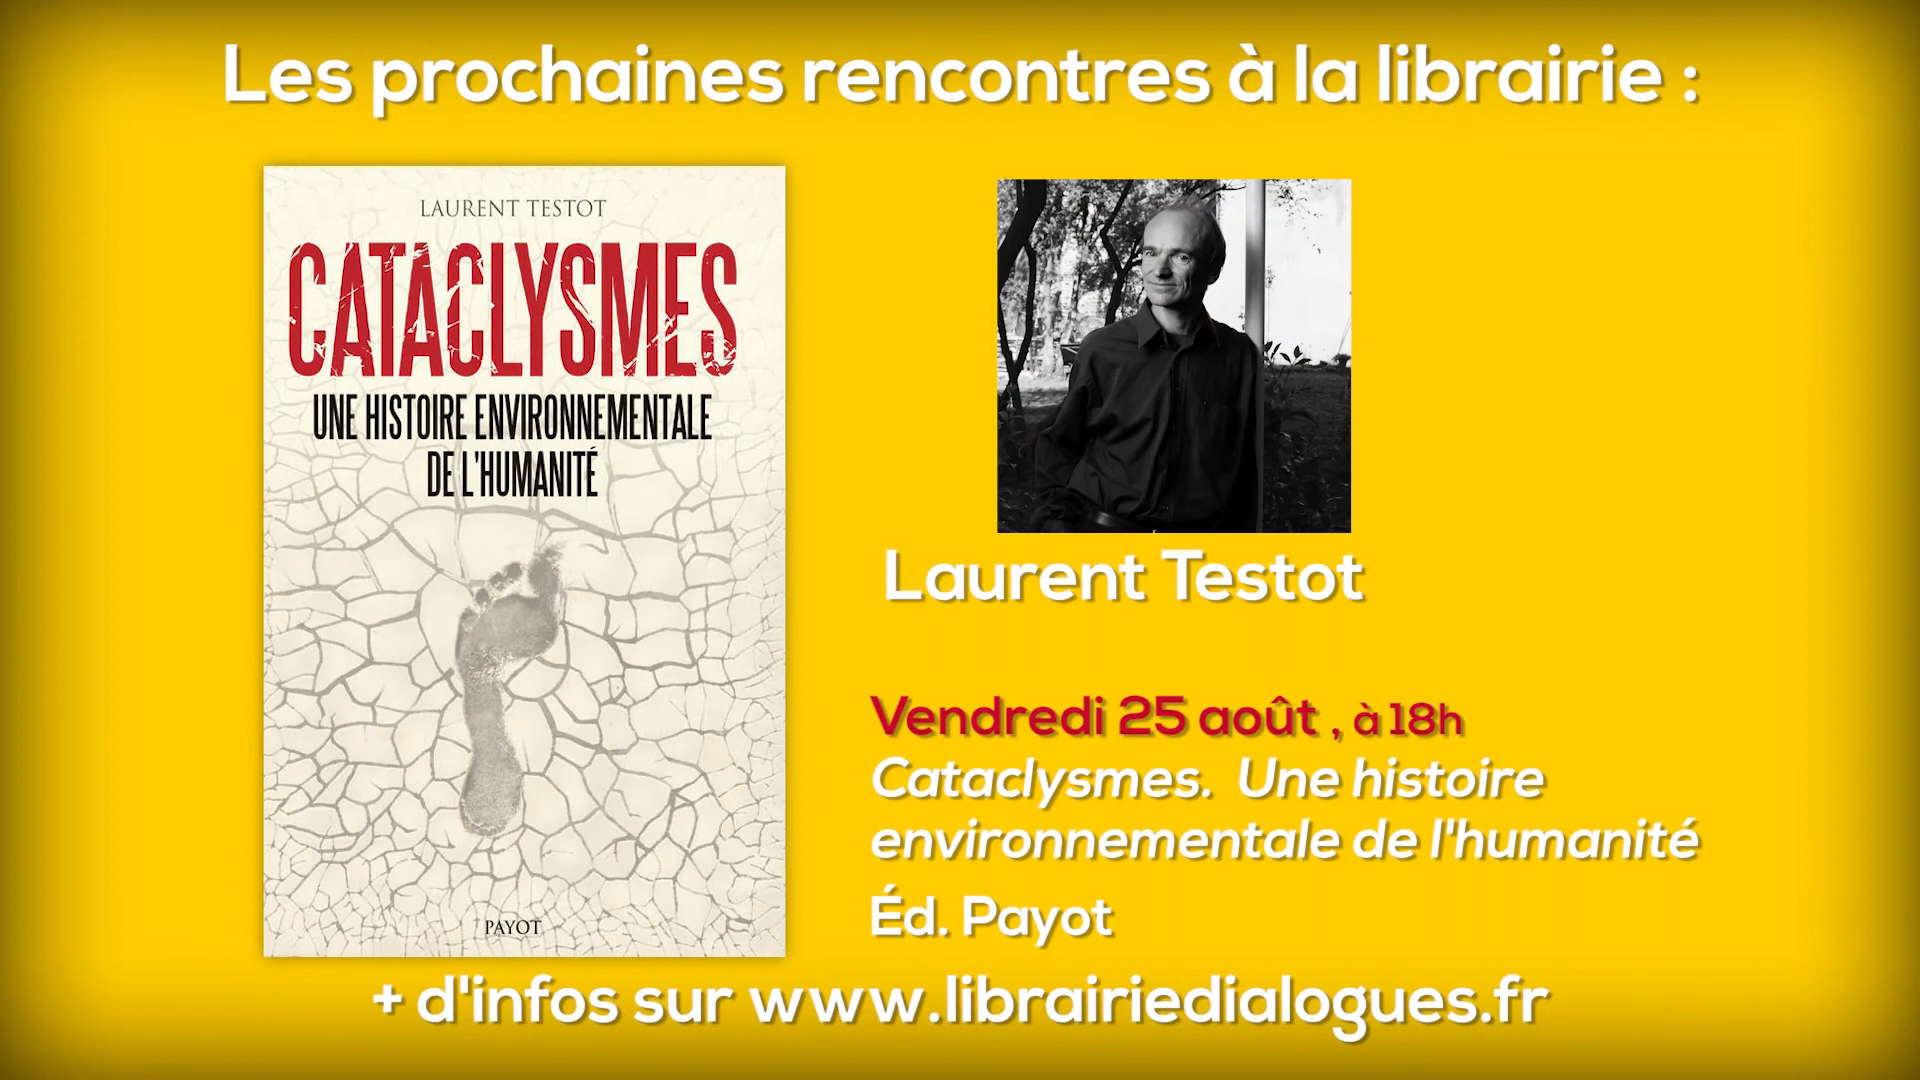 Les prochaines rencontres à la librairie :
LAURENT TESTOT
CATACLYSMES
UNE HISTOIRE ENVIRONNEMENTALE
DE L'HUMANITÉ
PAYOT
Laurent Testot
Vendredi 25 août , à 18h
Cataclysmes. Une histoire
environnementale de l'humanité
Éd. Payot
+ d'infos sur www.librairiedialogues.fr